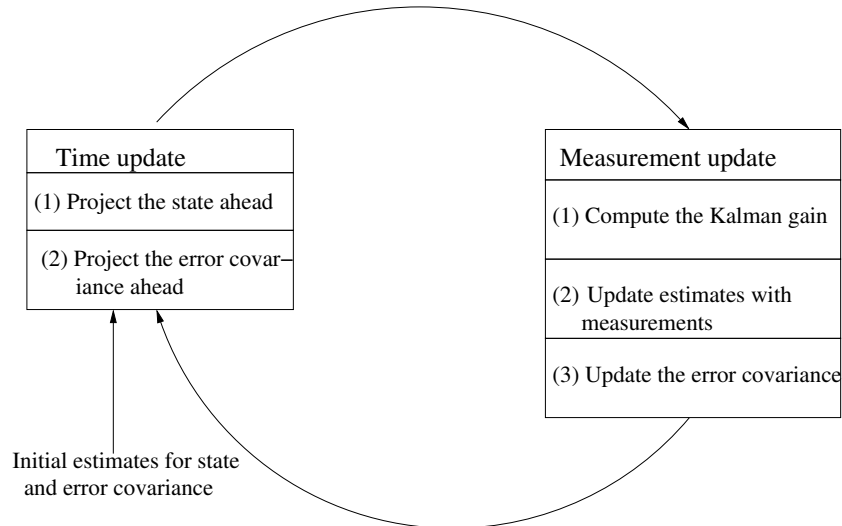 Time update
(1) Project the state ahead
(2) Project the error covar–
iance ahead
Initial estimates for state
and error covariance
Measurement update
(1) Compute the Kalman gain
(2) Update estimates with
measurements
(3) Update the error covariance